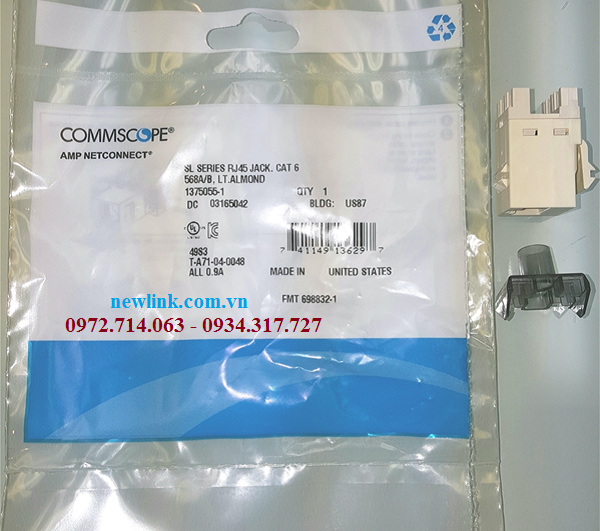 4
COMMSCOPE®
AMP NETCONNECT®
SL SERIES RJ45 JACK, CAT 6
568A/B, LT.ALMOND
1375055-1 QTY 1
DC 03165042 BLDG: US87
49S3
T-A71-04-0048
ALL 0.9A
7 41149 13629 7
MADE IN UNITED STATES
FMT 698832-1
newlink.com.vn
0972.714.063 - 0934.317.727